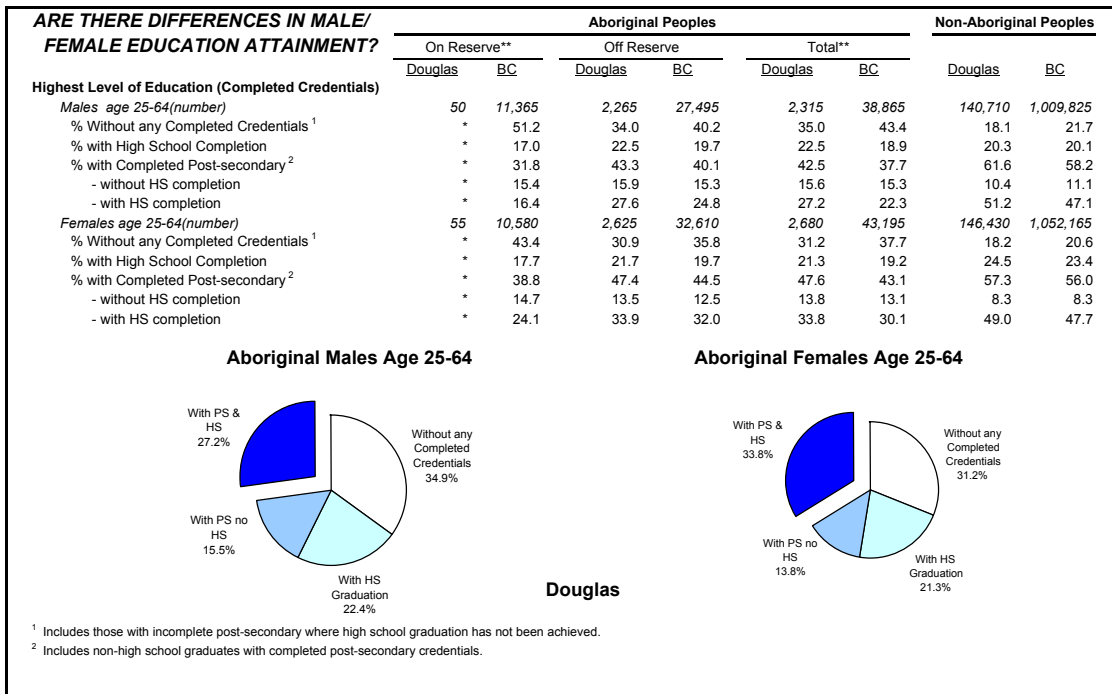 ARE THERE DIFFERENCES IN MALE/ Aboriginal Peoples Non-Aboriginal Peoples
FEMALE EDUCATION ATTAINMENT? On Reserve** Off Reserve Total**
Douglas BC Douglas BC Douglas BC Douglas BC
Highest Level of Education (Completed Credentials)
Males age 25-64(number) 50 11,365 2,265 27,495 2,315 38,865 140,710 1,009,825
% Without any Completed Credentials 1 * 51.2 34.0 40.2 35.0 43.4 18.1 21.7
% with High School Completion * 17.0 22.5 19.7 22.5 18.9 20.3 20.1
% with Completed Post-secondary 2 * 31.8 43.3 40.1 42.5 37.7 61.6 58.2
- without HS completion * 15.4 15.9 15.3 15.6 15.3 10.4 11.1
- with HS completion * 16.4 27.6 24.8 27.2 22.3 51.2 47.1
Females age 25-64(number) 55 10,580 2,625 32,610 2,680 43,195 146,430 1,052,165
% Without any Completed Credentials 1 * 43.4 30.9 35.8 31.2 37.7 18.2 20.6
% with High School Completion * 17.7 21.7 19.7 21.3 19.2 24.5 23.4
% with Completed Post-secondary 2 * 38.8 47.4 44.5 47.6 43.1 57.3 56.0
- without HS completion * 14.7 13.5 12.5 13.8 13.1 8.3 8.3
- with HS completion * 24.1 33.9 32.0 33.8 30.1 49.0 47.7
Aboriginal Males Age 25-64
With PS &
HS
27.2%
Without any
Completed
Credentials
34.9%
With PS no
HS
15.5%
With HS
Graduation
22.4%
Aboriginal Females Age 25-64
With PS &
HS
33.8%
Without any
Completed
Credentials
31.2%
With PS no
HS
13.8%
With HS
Graduation
21.3%
Douglas
1 Includes those with incomplete post-secondary where high school graduation has not been achieved.
2 Includes non-high school graduates with completed post-secondary credentials.